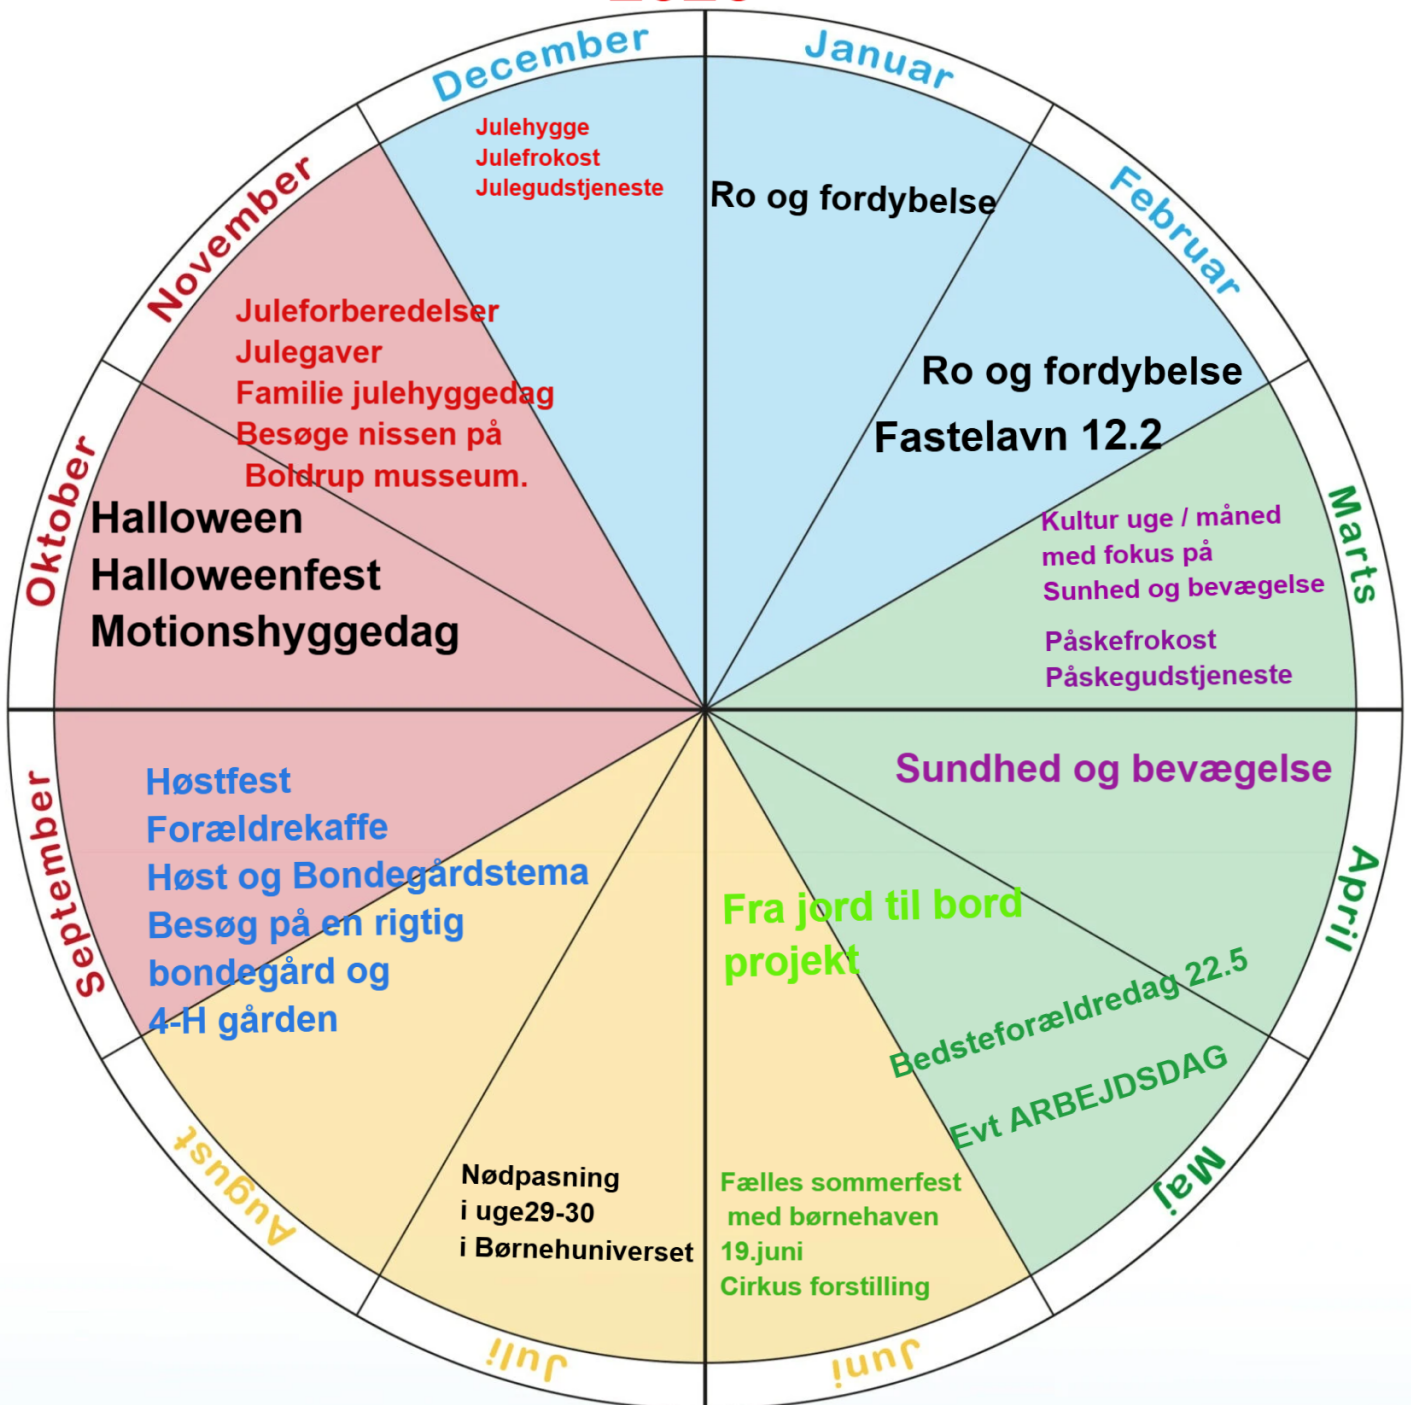 December
Januar
Februar
Marts
April
Maj
Juni
Juli
August
September
Oktober
November
Julehygge
Julefrokost
Julegudstjeneste
Ro og fordybelse
Ro og fordybelse
Fastelavn 12.2
Kultur uge / måned
med fokus på
Sunhed og bevægelse
Påskefrokost
Påskegudstjeneste
Sundhed og bevægelse
Fra jord til bord
projekt
Bedsteforældredag 22.5
Evt ARBEJDSDAG
Fælles sommerfest
med børnehaven
19.juni
Cirkus forstilling
Nødpasning
i uge29-30
i Børnehuniverset
Høstfest
Forældrekaffe
Høst og Bondegårdstema
Besøg på en rigtig
bondegård og
4-H gården
Halloween
Halloweenfest
Motionshyggedag
Juleforberedelser
Julegaver
Familie julehyggedag
Besøge nissen på
Boldrup musseum.